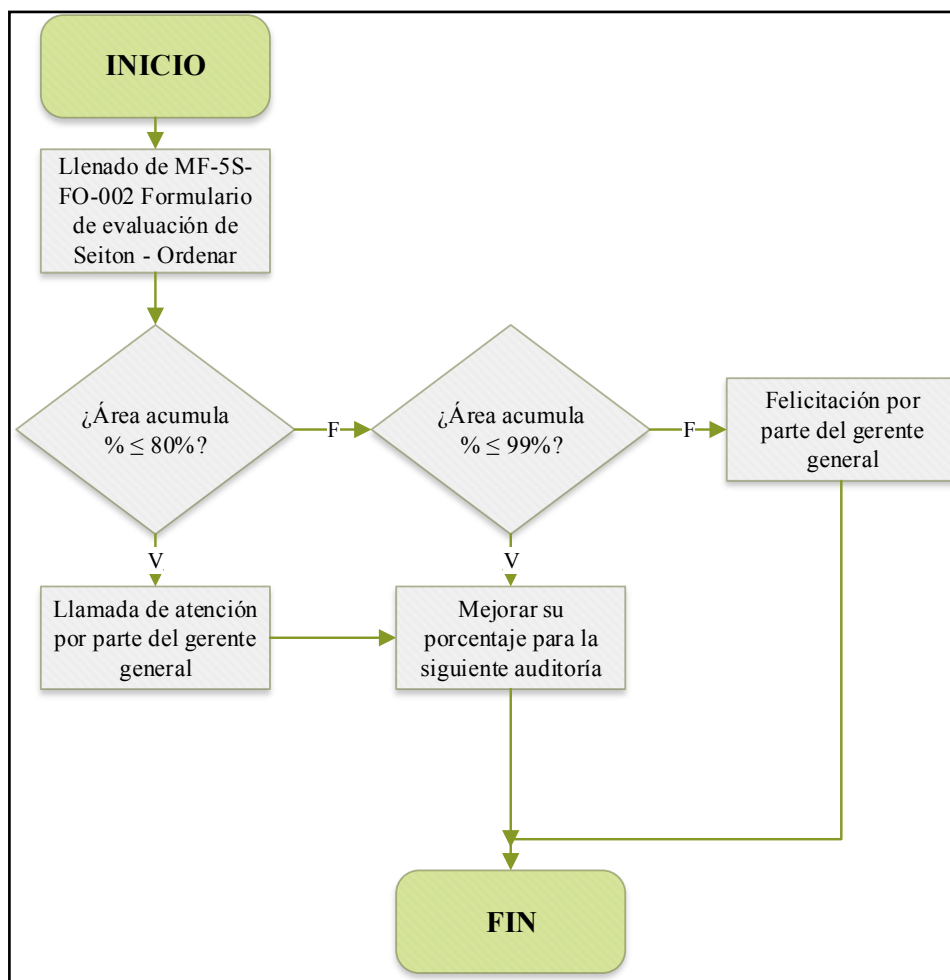 INICIO
Llenado de MF-5S-
FO-002 Formulario
de evaluación de
Seiton - Ordenar
¿Área acumula
% ≤ 80%?
F
¿Área acumula
% ≤ 99%?
F
Felicitación por
parte del gerente
general
V
V
Llamada de atención
por parte del gerente
general
Mejorar su
porcentaje para la
siguiente auditoría
FIN